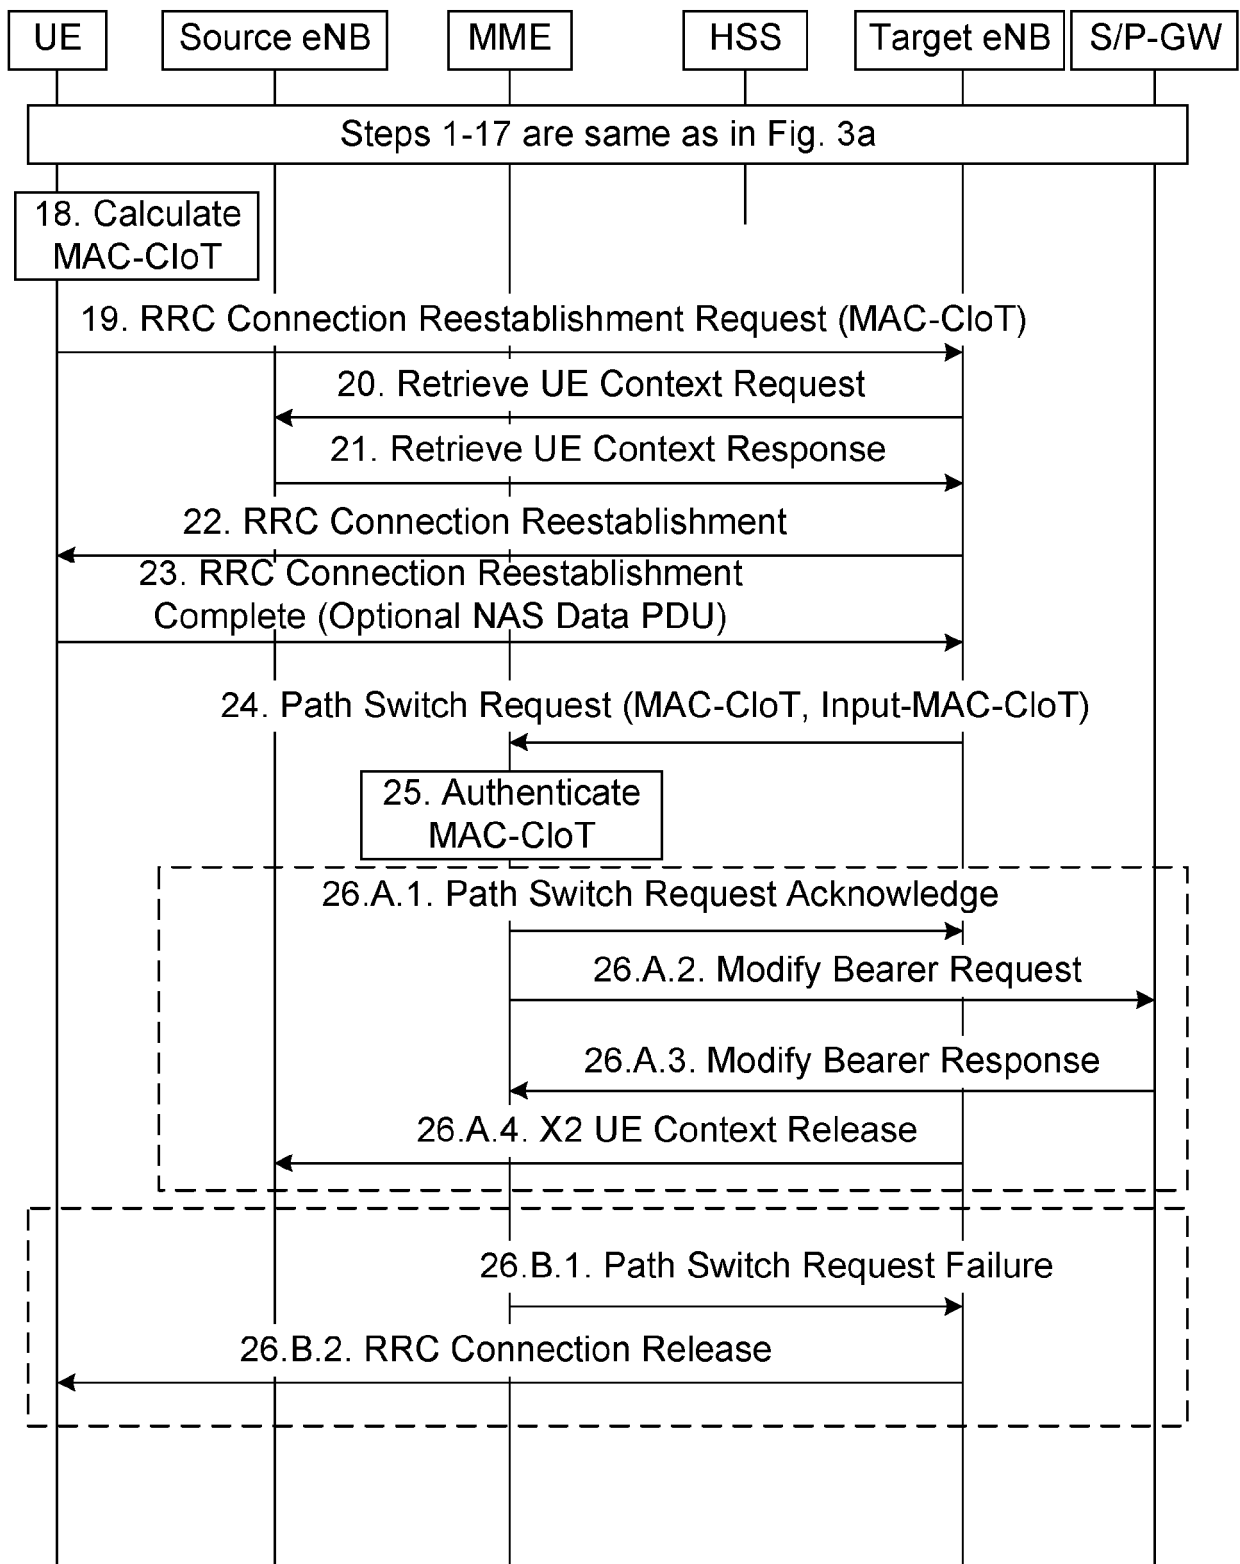 UE
Source eNB
MME
HSS
Target eNB
S/P-GW
Steps 1-17 are same as in Fig. 3a
18. Calculate
MAC-CIoT
19. RRC Connection Reestablishment Request (MAC-CIoT)
20. Retrieve UE Context Request
21. Retrieve UE Context Response
22. RRC Connection Reestablishment
23. RRC Connection Reestablishment
Complete (Optional NAS Data PDU)
24. Path Switch Request (MAC-CIoT, Input-MAC-CIoT)
25. Authenticate
MAC-CIoT
26.A.1. Path Switch Request Acknowledge
26.A.2. Modify Bearer Request
26.A.3. Modify Bearer Response
26.A.4. X2 UE Context Release
26.B.1. Path Switch Request Failure
26.B.2. RRC Connection Release